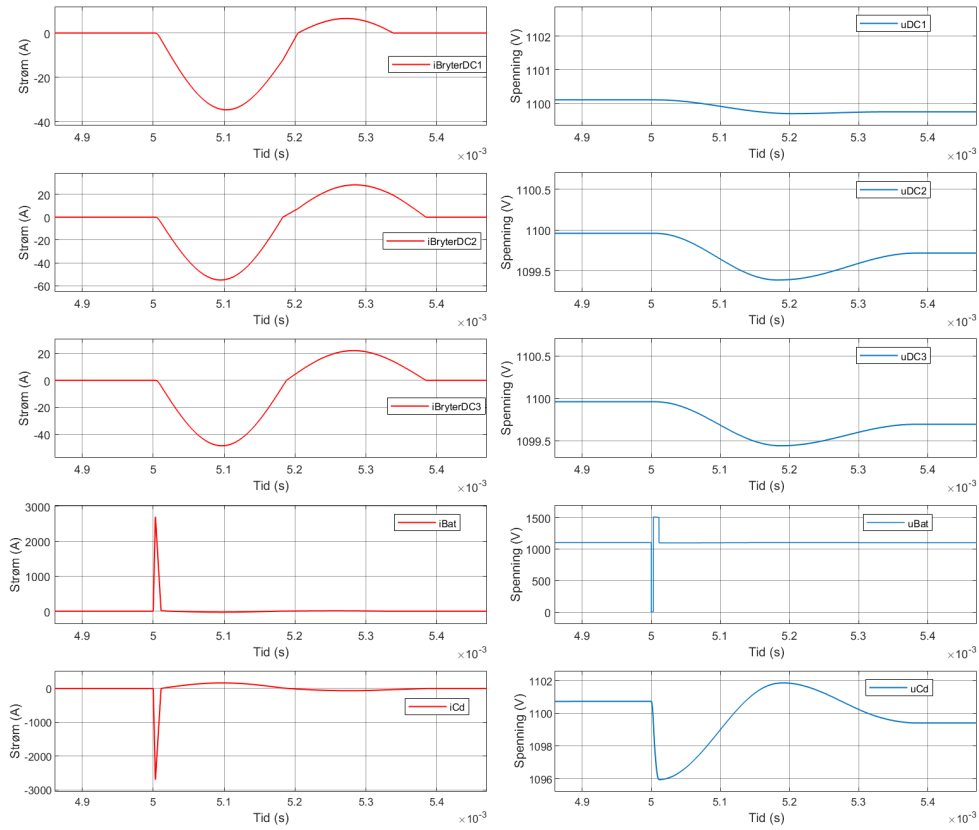 Strøm (A)
0
-20
-40
iBryterDC1
4.9 5 5.1 5.2 5.3 5.4
Tid (s)
×10⁻³
Spenning (V)
1102
1101
1100
uDC1
4.9 5 5.1 5.2 5.3 5.4
Tid (s)
×10⁻³
Strøm (A)
20
0
-20
-40
-60
iBryterDC2
4.9 5 5.1 5.2 5.3 5.4
Tid (s)
×10⁻³
Spenning (V)
1100.5
1100
1099.5
uDC2
4.9 5 5.1 5.2 5.3 5.4
Tid (s)
×10⁻³
Strøm (A)
20
0
-20
-40
iBryterDC3
4.9 5 5.1 5.2 5.3 5.4
Tid (s)
×10⁻³
Spenning (V)
1100.5
1100
1099.5
uDC3
4.9 5 5.1 5.2 5.3 5.4
Tid (s)
×10⁻³
Strøm (A)
3000
2000
1000
0
iBat
4.9 5 5.1 5.2 5.3 5.4
Tid (s)
×10⁻³
Spenning (V)
1500
1000
500
0
uBat
4.9 5 5.1 5.2 5.3 5.4
Tid (s)
×10⁻³
Strøm (A)
0
-1000
-2000
-3000
iCd
4.9 5 5.1 5.2 5.3 5.4
Tid (s)
×10⁻³
Spenning (V)
1102
1100
1098
1096
uCd
4.9 5 5.1 5.2 5.3 5.4
Tid (s)
×10⁻³